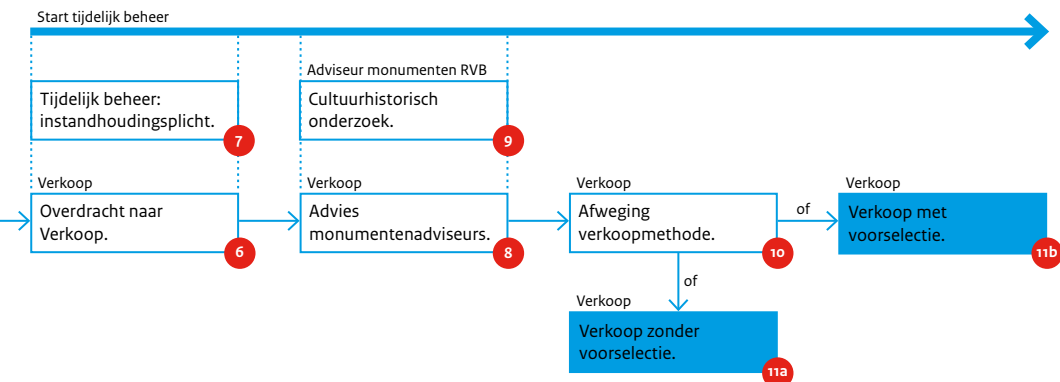 Start tijdelijk beheer
Tijdelijk beheer:
instandhoudingsplicht.
7
Adviseur monumenten RVB
Cultuurhistorisch
onderzoek.
9
Verkoop
Overdracht naar
Verkoop.
6
Verkoop
Advies
monumentenadviseurs.
8
Verkoop
Afweging
verkoopmethode.
10
of
Verkoop
Verkoop met
voorselectie.
11b
of
Verkoop
Verkoop zonder
voorselectie.
11a